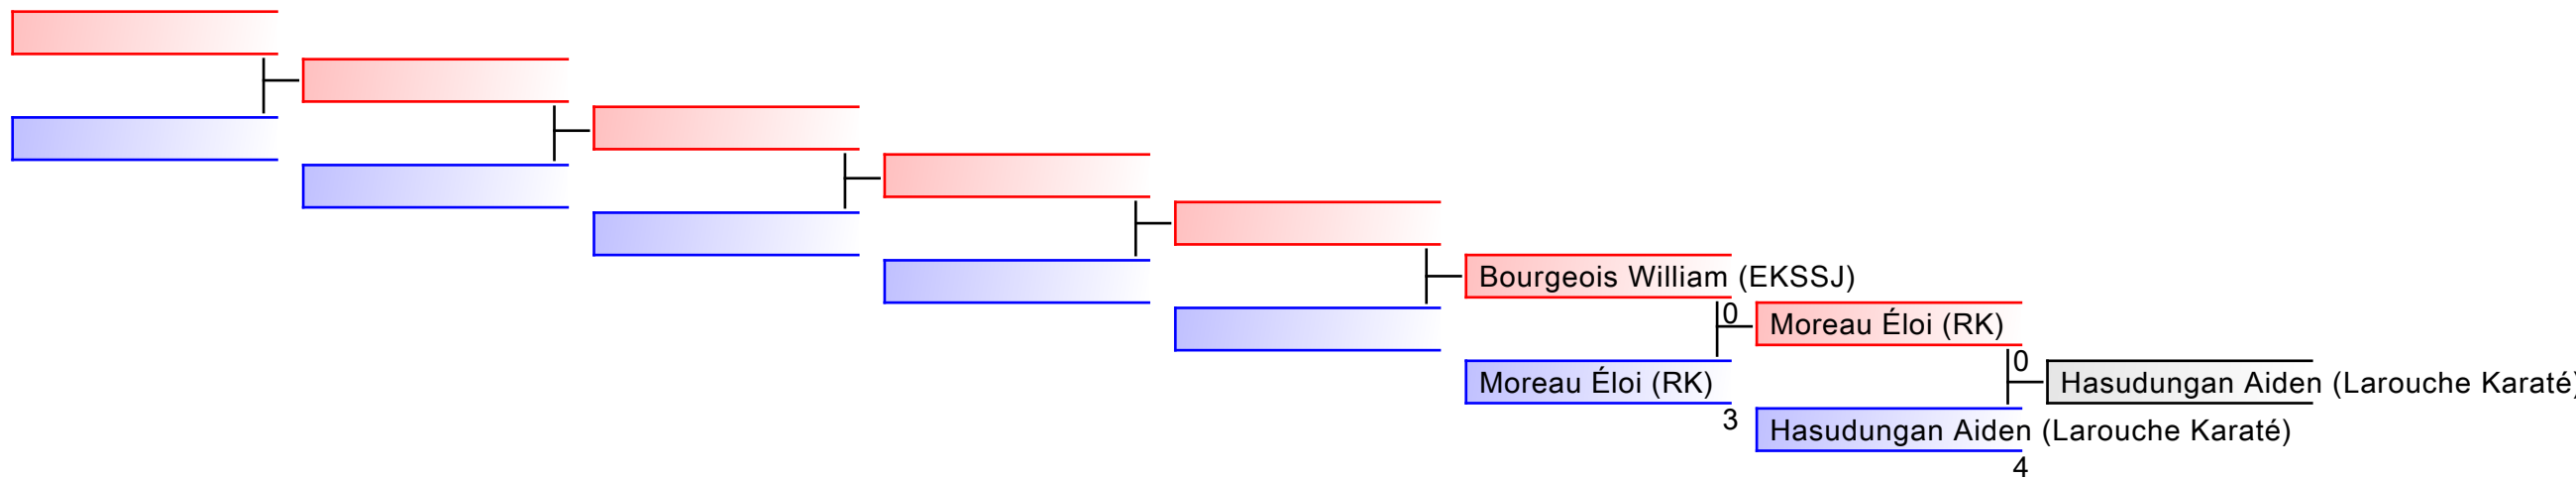 Bourgeois William (EKSSJ)
0
Moreau Éloi (RK)
3
Moreau Éloi (RK)
0
Hasudungan Aiden (Larouche Karaté)
4
Hasudungan Aiden (Larouche Karaté)